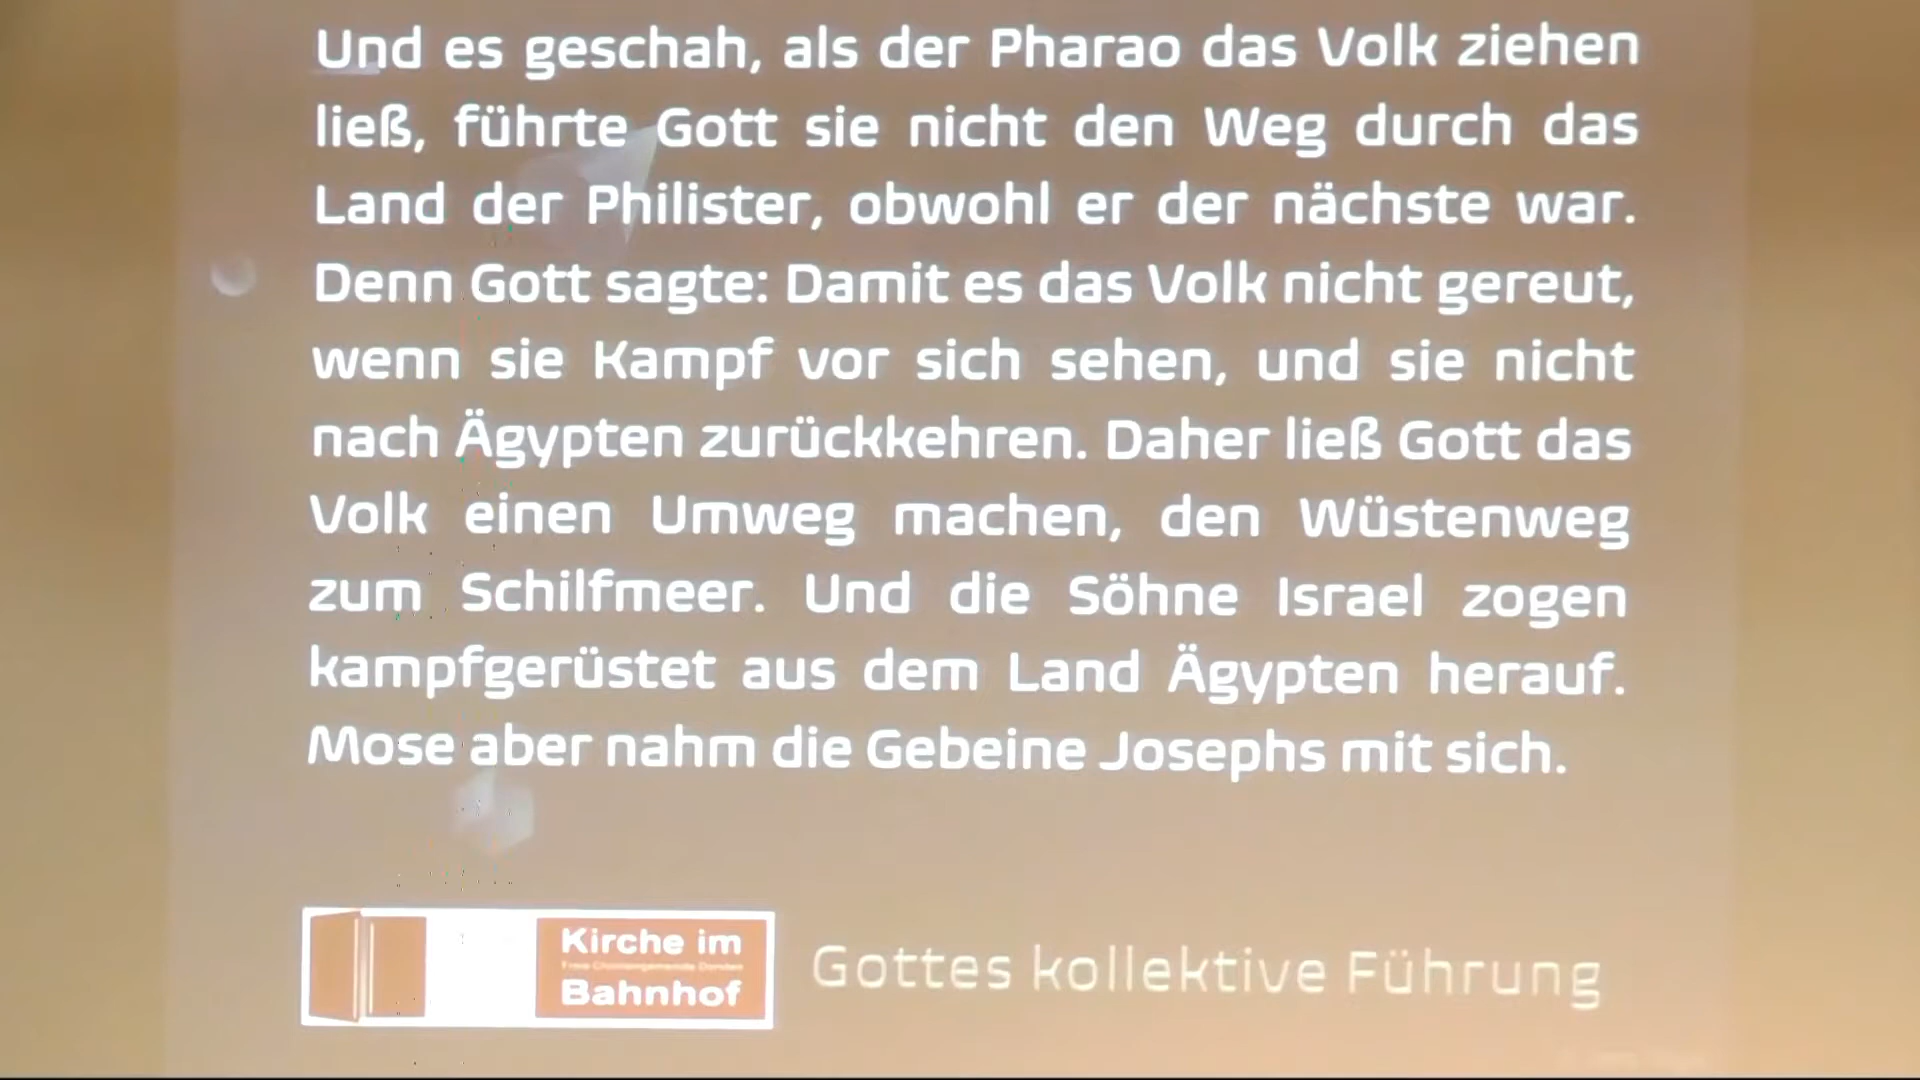 Und es geschah, als der Pharao das Volk ziehen
ließ, führte Gott sie nicht den Weg durch das
Land der Philister, obwohl er der nächste war.
Denn Gott sagte: Damit es das Volk nicht gereut,
wenn sie Kampf vor sich sehen, und sie nicht
nach Ägypten zurückkehren. Daher ließ Gott das
Volk einen Umweg machen, den Wüstenweg
zum Schilfmeer. Und die Söhne Israel zogen
kampfgerüstet aus dem Land Ägypten herauf.
Mose aber nahm die Gebeine Josephs mit sich.
Kirche im
Bahnhof
Gottes kollektive Führung